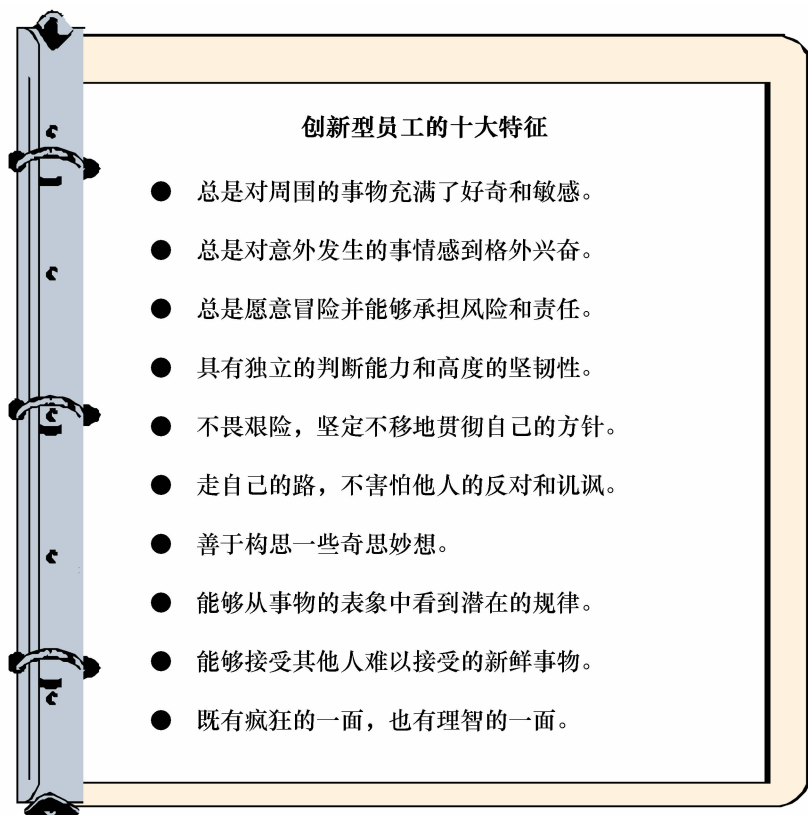 创新型员工的十大特征
● 总是对周围的事物充满了好奇和敏感。
● 总是对意外发生的事情感到格外兴奋。
● 总是愿意冒险并能够承担风险和责任。
● 具有独立的判断能力和高度的坚韧性。
● 不畏艰险，坚定不移地贯彻自己的方针。
● 走自己的路，不害怕他人的反对和讥讽。
● 善于构思一些奇思妙想。
● 能够从事物的表象中看到潜在的规律。
● 能够接受其他人难以接受的新鲜事物。
● 既有疯狂的一面，也有理智的一面。